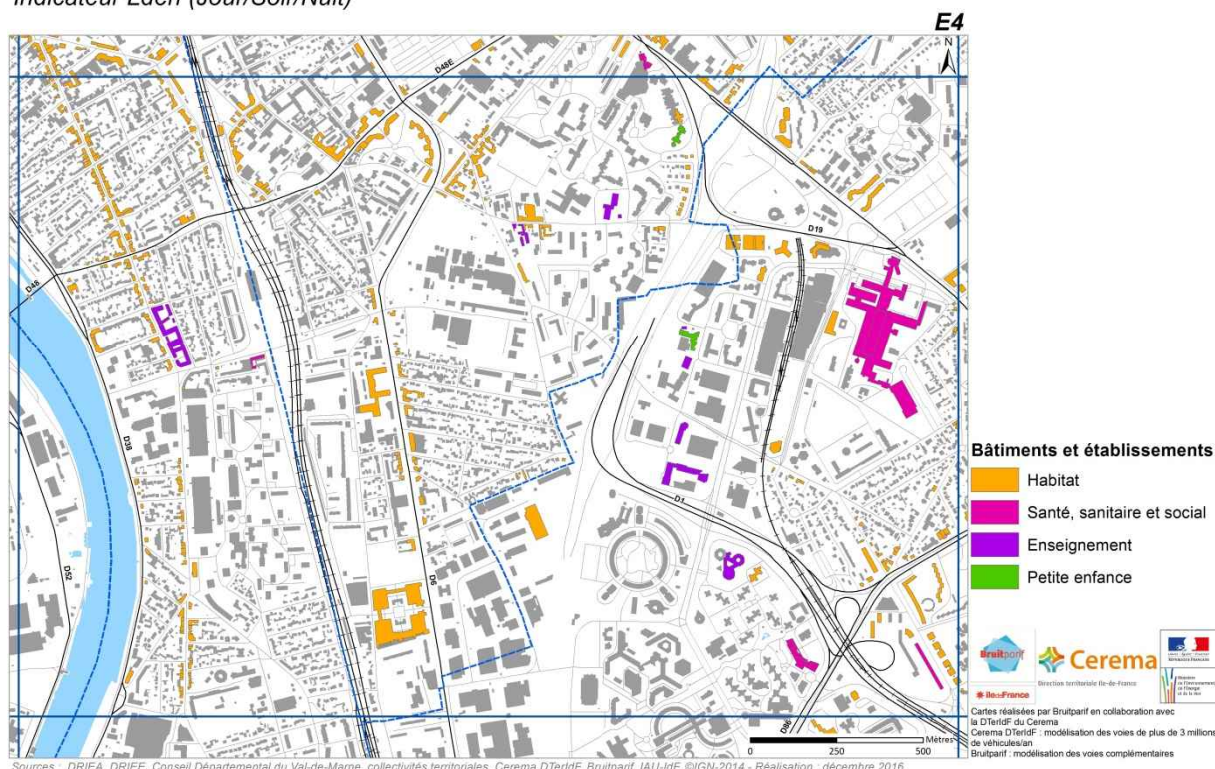 Indicateur Lden (Jour/Soir/Nuit)
E4
N
D48E
D19
D48
D38
D1
D52
D6
D86
Bâtiments et établissements
Habitat
Santé, sanitaire et social
Enseignement
Petite enfance
Bruitparif
Cerema
Direction territoriale Ile-de-France
île de France
RÉPUBLIQUE FRANÇAISE
Cartes réalisées par Bruitparif en collaboration avec
la DTerIdF du Cerema
Cerema DTerIdF : modélisation des voies de plus de 3 millions
de véhicules/an
Bruitparif : modélisation des voies complémentaires
Mètres
0 250 500
Sources : DRIEA, DRIEE, Conseil Départemental du Val-de-Marne, collectivités territoriales, Cerema DTerIdF, Bruitparif, IAU-IdF, ©IGN-2014 - Réalisation : décembre 2016